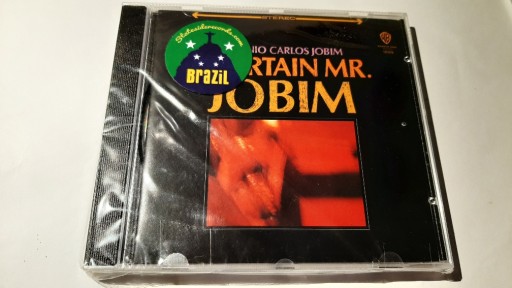 STEREO
NIO CARLOS JOBIM
RTAIN MR.
JOBIM
BRAZIL